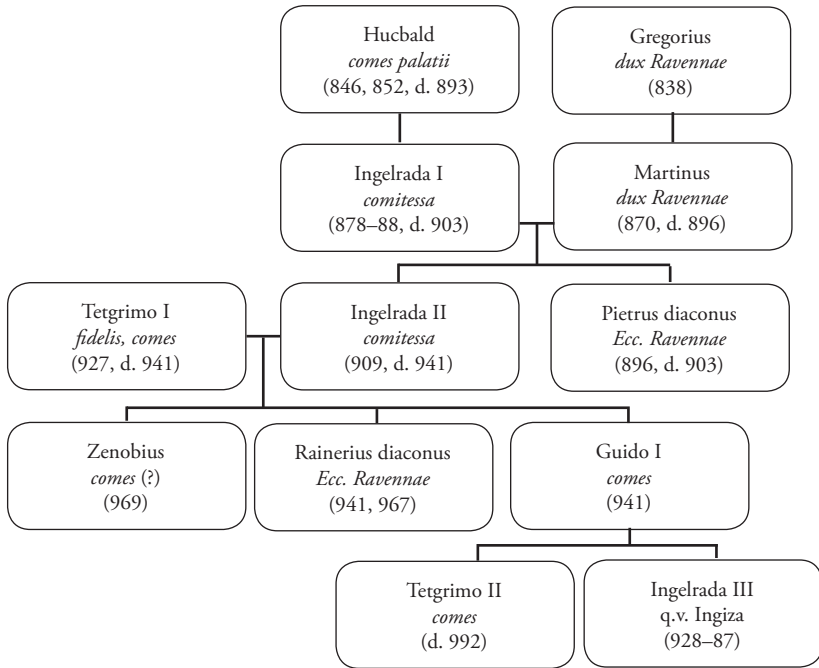 Hucbald
comes palatii
(846, 852, d. 893)
Gregorius
dux Ravennae
(838)
Ingelrada I
comitessa
(878–88, d. 903)
Martinus
dux Ravennae
(870, d. 896)
Tetgrimo I
fidelis, comes
(927, d. 941)
Ingelrada II
comitessa
(909, d. 941)
Pietrus diaconus
Ecc. Ravennae
(896, d. 903)
Zenobius
comes (?)
(969)
Rainerius diaconus
Ecc. Ravennae
(941, 967)
Guido I
comes
(941)
Tetgrimo II
comes
(d. 992)
Ingelrada III
q.v. Ingiza
(928–87)